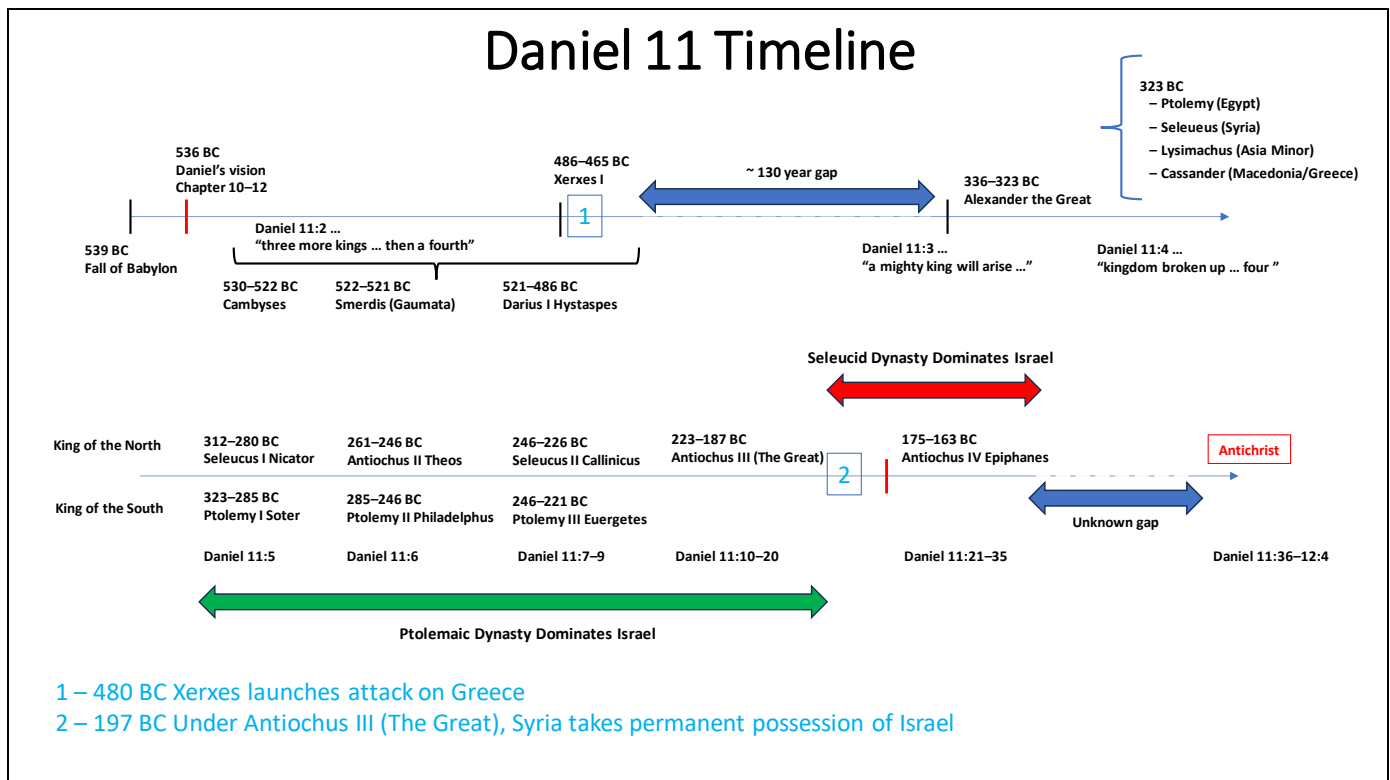 Daniel 11 Timeline
323 BC
– Ptolemy (Egypt)
– Seleueus (Syria)
– Lysimachus (Asia Minor)
– Cassander (Macedonia/Greece)
536 BC
Daniel’s vision
Chapter 10–12
486–465 BC
Xerxes I
~ 130 year gap
336–323 BC
Alexander the Great
1
539 BC
Fall of Babylon
Daniel 11:2 …
“three more kings … then a fourth”
Daniel 11:3 …
“a mighty king will arise …”
Daniel 11:4 …
“kingdom broken up … four ”
530–522 BC
Cambyses
522–521 BC
Smerdis (Gaumata)
521–486 BC
Darius I Hystaspes
Seleucid Dynasty Dominates Israel
King of the North
312–280 BC
Seleucus I Nicator
261–246 BC
Antiochus II Theos
246–226 BC
Seleucus II Callinicus
223–187 BC
Antiochus III (The Great)
2
175–163 BC
Antiochus IV Epiphanes
Antichrist
King of the South
323–285 BC
Ptolemy I Soter
285–246 BC
Ptolemy II Philadelphus
246–221 BC
Ptolemy III Euergetes
Unknown gap
Daniel 11:5
Daniel 11:6
Daniel 11:7–9
Daniel 11:10–20
Daniel 11:21–35
Daniel 11:36–12:4
Ptolemaic Dynasty Dominates Israel
1 – 480 BC Xerxes launches attack on Greece
2 – 197 BC Under Antiochus III (The Great), Syria takes permanent possession of Israel